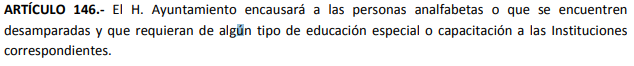 ARTÍCULO 146.- El H. Ayuntamiento encausará a las personas analfabetas o que se encuentren
desamparadas y que requieran de algún tipo de educación especial o capacitación a las Instituciones
correspondientes.